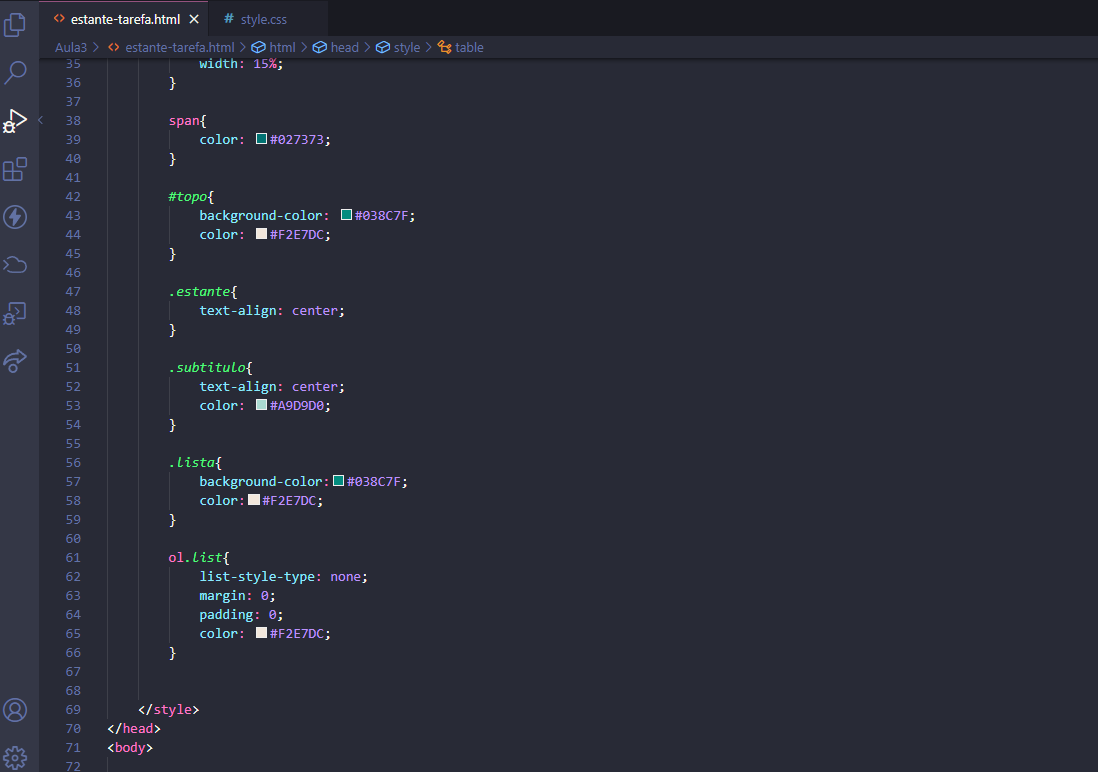 estante-tarefa.html
style.css
Aula3 > estante-tarefa.html > html > head > style > table
35 width: 15%;
36 }
37
38 span{
39 color: #027373;
40 }
41
42 #topo{
43 background-color: #038C7F;
44 color: #F2E7DC;
45 }
46
47 .estante{
48 text-align: center;
49 }
50
51 .subtitulo{
52 text-align: center;
53 color: #A9D9D0;
54 }
55
56 .lista{
57 background-color: #038C7F;
58 color: #F2E7DC;
59 }
60
61 ol.list{
62 list-style-type: none;
63 margin: 0;
64 padding: 0;
65 color: #F2E7DC;
66 }
67
68
69 </style>
70 </head>
71 <body>
72